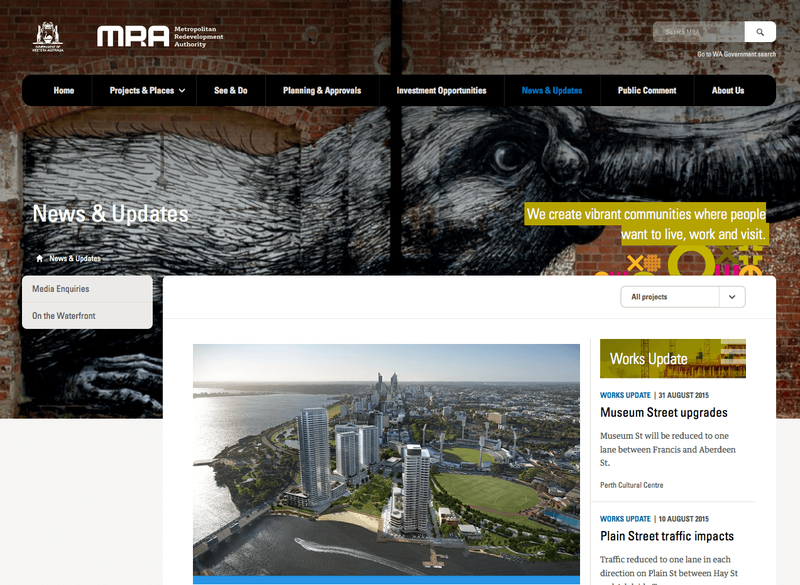 GOVERNMENT OF
WESTERN AUSTRALIA
MRA
Metropolitan
Redevelopment
Authority
Search MRA
Go to WA Government search
Home
Projects & Places
See & Do
Planning & Approvals
Investment Opportunities
News & Updates
Public Comment
About Us
News & Updates
We create vibrant communities where people
want to live, work and visit.
News & Updates
Media Enquiries
On the Waterfront
All projects
Works Update
WORKS UPDATE | 31 AUGUST 2015
Museum Street upgrades
Museum St will be reduced to one
lane between Francis and Aberdeen
St.
Perth Cultural Centre
WORKS UPDATE | 10 AUGUST 2015
Plain Street traffic impacts
Traffic reduced to one lane in each
direction on Plain St between Hay St